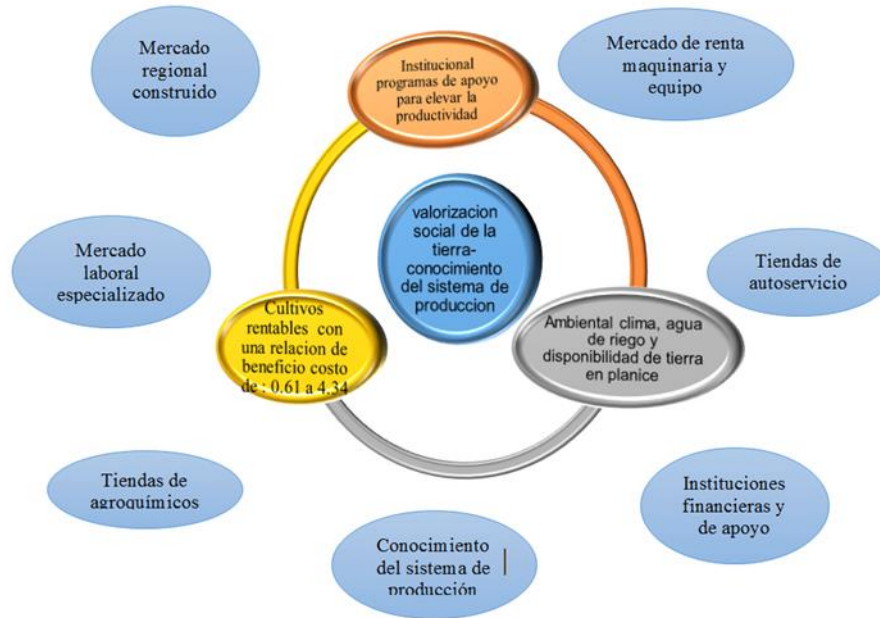 Mercado
regional
construido
Institucional
programas de apoyo
para elevar la
productividad
Mercado de renta
maquinaria y
equipo
valorizacion
social de la
tierra-
conocimiento
del sistema de
produccion
Mercado
laboral
especializado
Tiendas de
autoservicio
Cultivos
rentables con
una relacion de
beneficio costo
de : 0.61 a 4.34
Ambiental clima, agua
de riego y
disponibilidad de tierra
en planice
Tiendas de
agroquímicos
Instituciones
financieras y
de apoyo
Conocimiento
del sistema de
producción